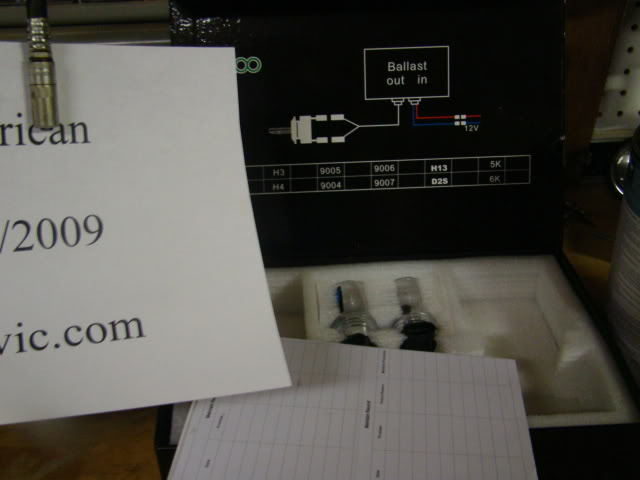 rican
/2009
vic.com
Ballast
out in
12V
H3 9005 9006 H13 5K
H4 9004 9007 D2S 6K